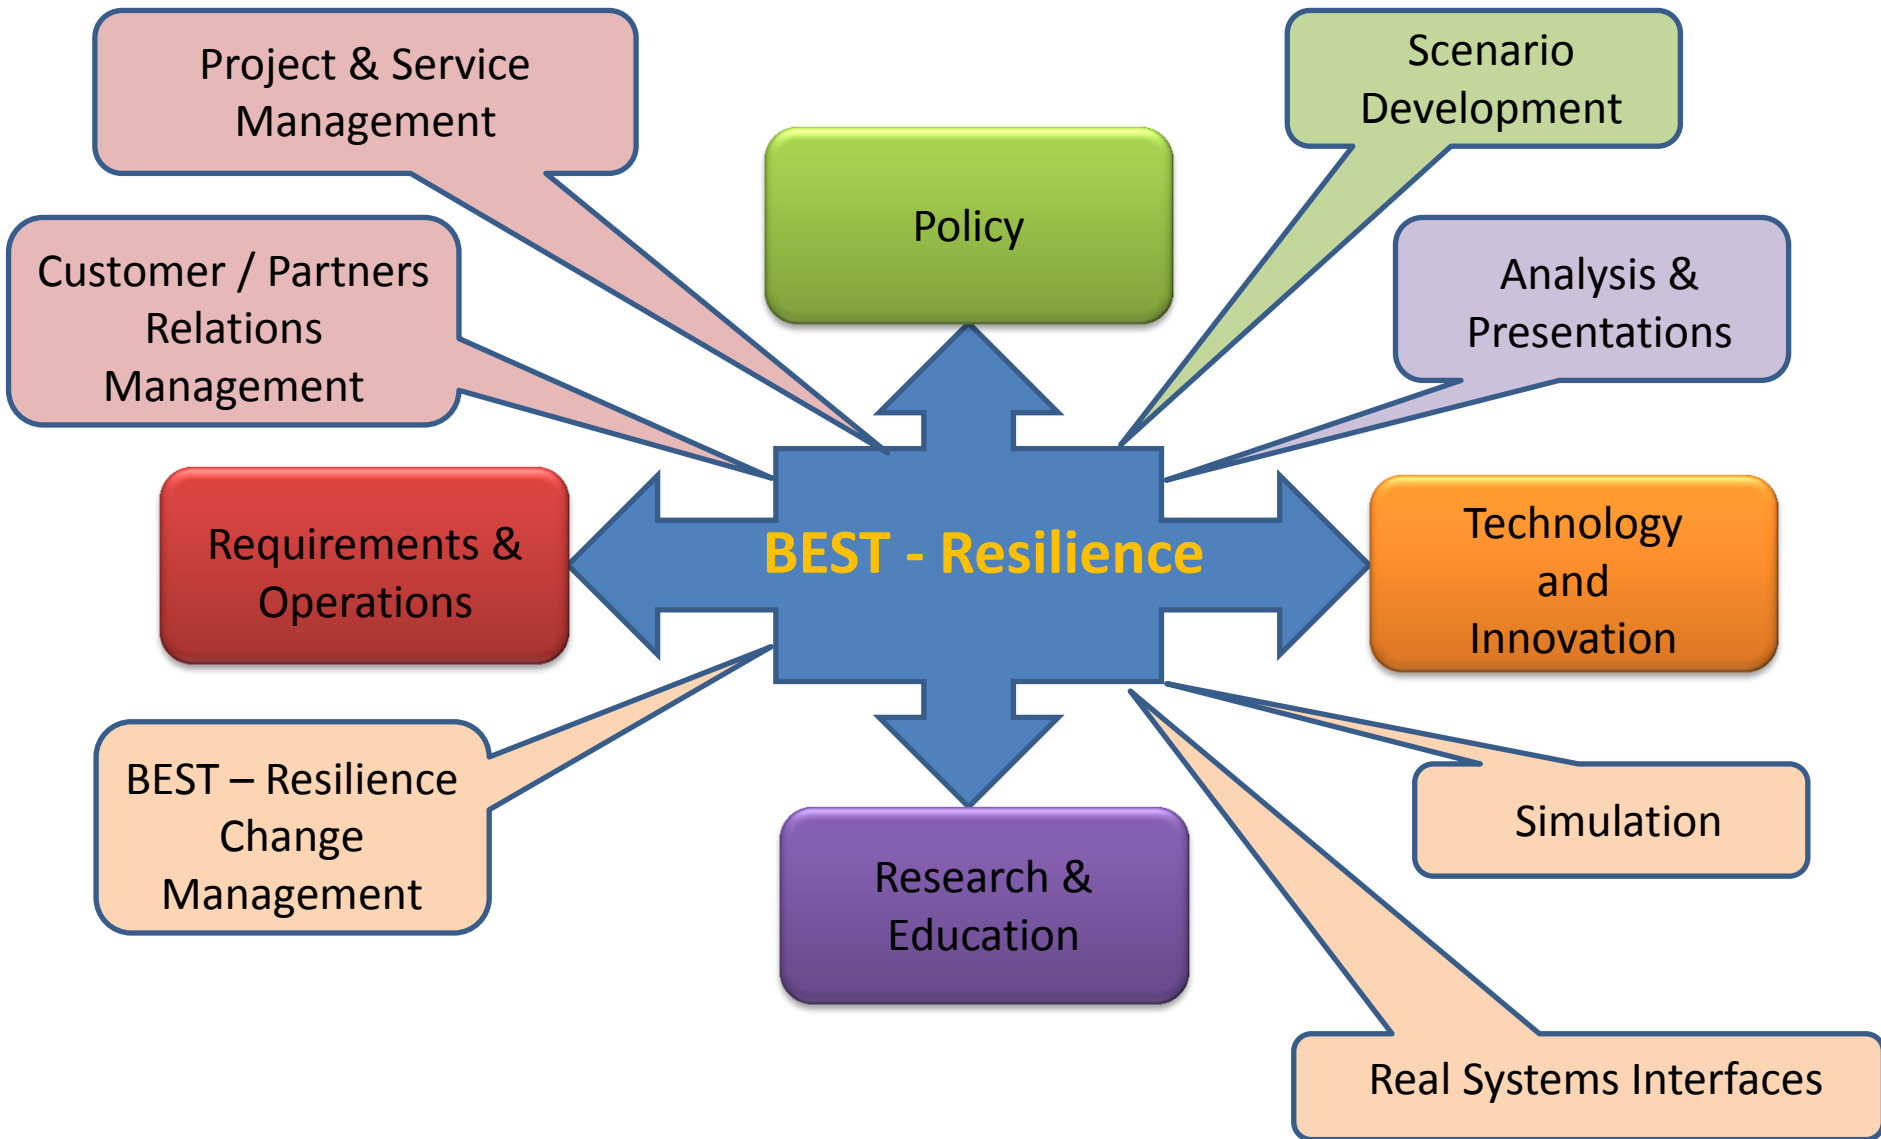 Project & Service
Management
Scenario
Development
Policy
Customer / Partners
Relations
Management
Analysis &
Presentations
Requirements &
Operations
BEST - Resilience
Technology
and
Innovation
BEST – Resilience
Change
Management
Research &
Education
Simulation
Real Systems Interfaces